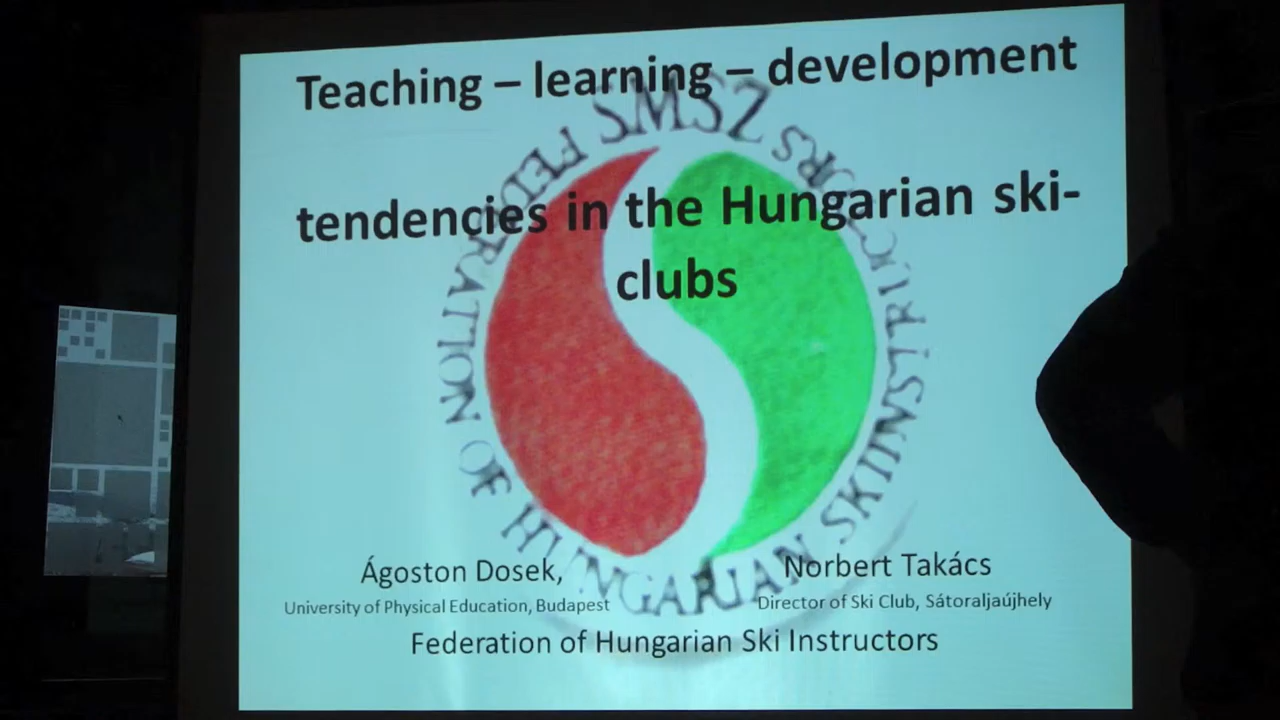 Teaching – learning – development
tendencies in the Hungarian ski-
clubs
SMSZ
FEDERATION OF HUNGARIAN SKIINSTRICTORS
Ágoston Dosek,
Norbert Takács
University of Physical Education, Budapest
Director of Ski Club, Sátoraljaújhely
Federation of Hungarian Ski Instructors